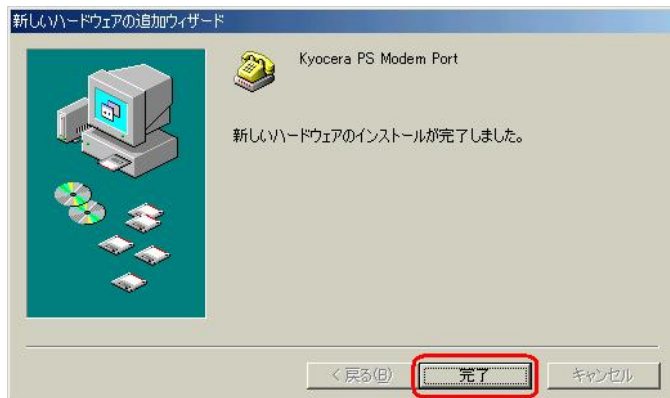 新しいハードウェアの追加ウィザード
Kyocera PS Modem Port
新しいハードウェアのインストールが完了しました。
< 戻る(B)
完了
キャンセル